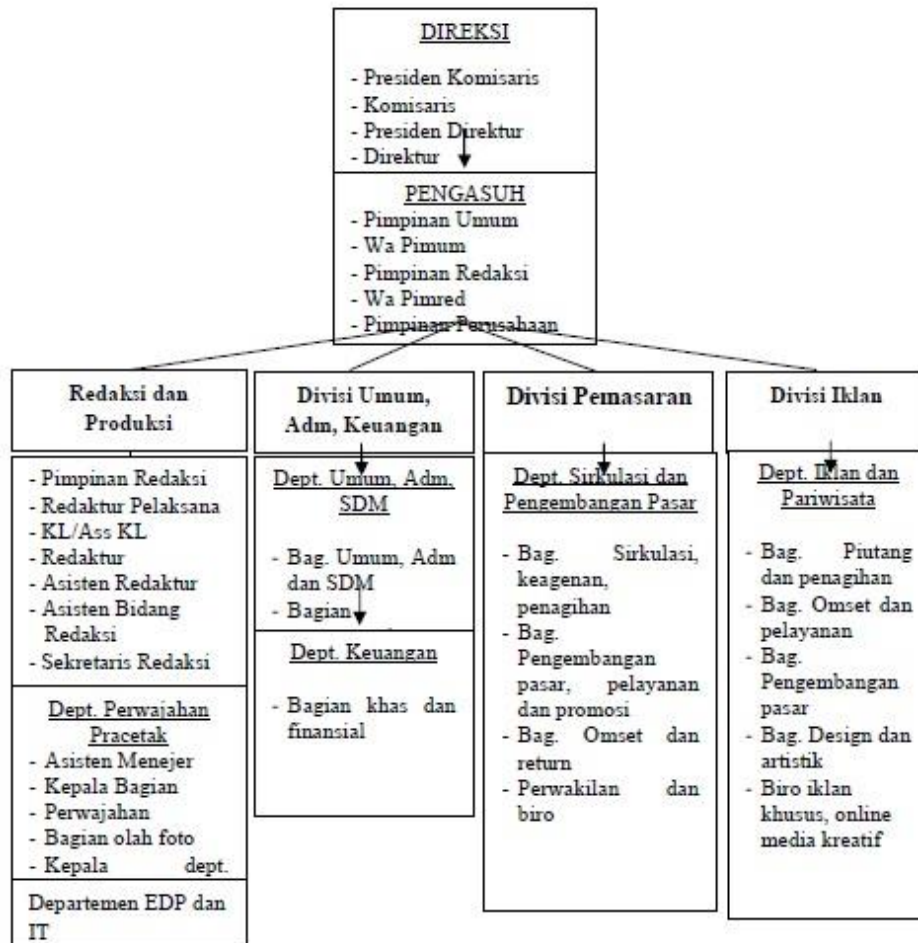 DIREKSI
- Presiden Komisaris
- Komisaris
- Presiden Direktur
- Direktur
PENGASUH
- Pimpinan Umum
- Wa Pimum
- Pimpinan Redaksi
- Wa Pimred
- Pimpinan Perusahaan
Redaksi dan
Produksi
- Pimpinan Redaksi
- Redaktur Pelaksana
- KL/Ass KL
- Redaktur
- Asisten Redaktur
- Asisten Bidang
Redaksi
- Sekretaris Redaksi
Dept. Perwajahan
Pracetak
- Asisten Menejer
- Kepala Bagian
- Perwajahan
- Bagian olah foto
- Kepala dept.
Departemen EDP dan
IT
Divisi Umum,
Adm, Keuangan
Dept. Umum, Adm,
SDM
- Bag. Umum, Adm
dan SDM
- Bagian
Dept. Keuangan
- Bagian khas dan
finansial
Divisi Pemasaran
Dept. Sirkulasi dan
Pengembangan Pasar
- Bag. Sirkulasi,
keagenan,
penagihan
- Bag.
Pengembangan
pasar, pelayanan
dan promosi
- Bag. Omset dan
return
- Perwakilan dan
biro
Divisi Iklan
Dept. Iklan dan
Pariwisata
- Bag. Piutang
dan penagihan
- Bag. Omset dan
pelayanan
- Bag.
Pengembangan
pasar
- Bag. Design dan
artistik
- Biro iklan
khusus, online
media kreatif